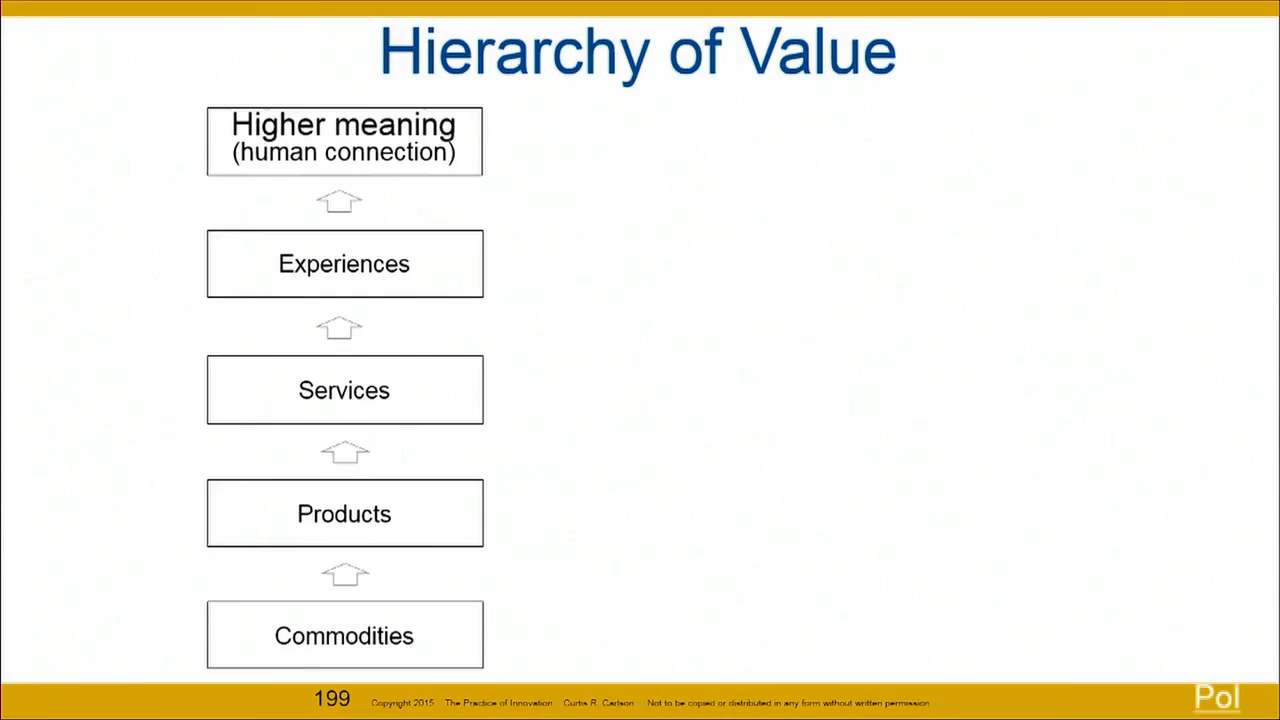 Hierarchy of Value
Higher meaning
(human connection)
Experiences
Services
Products
Commodities
199 Copyright 2015 The Practice of Innovation Curtis R. Carlson Not to be copied or distributed in any form without written permission
Pol